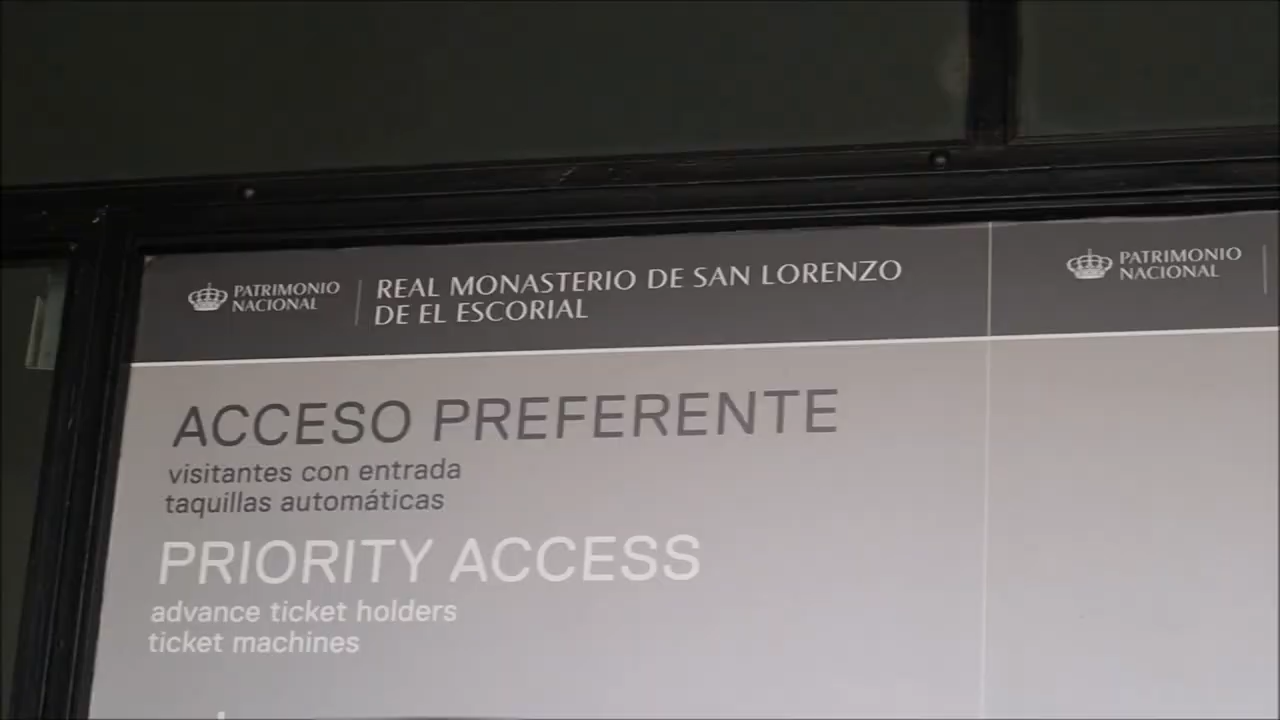 PATRIMONIO
NACIONAL
REAL MONASTERIO DE SAN LORENZO
DE EL ESCORIAL
PATRIMONIO
NACIONAL
ACCESO PREFERENTE
visitantes con entrada
taquillas automáticas
PRIORITY ACCESS
advance ticket holders
ticket machines